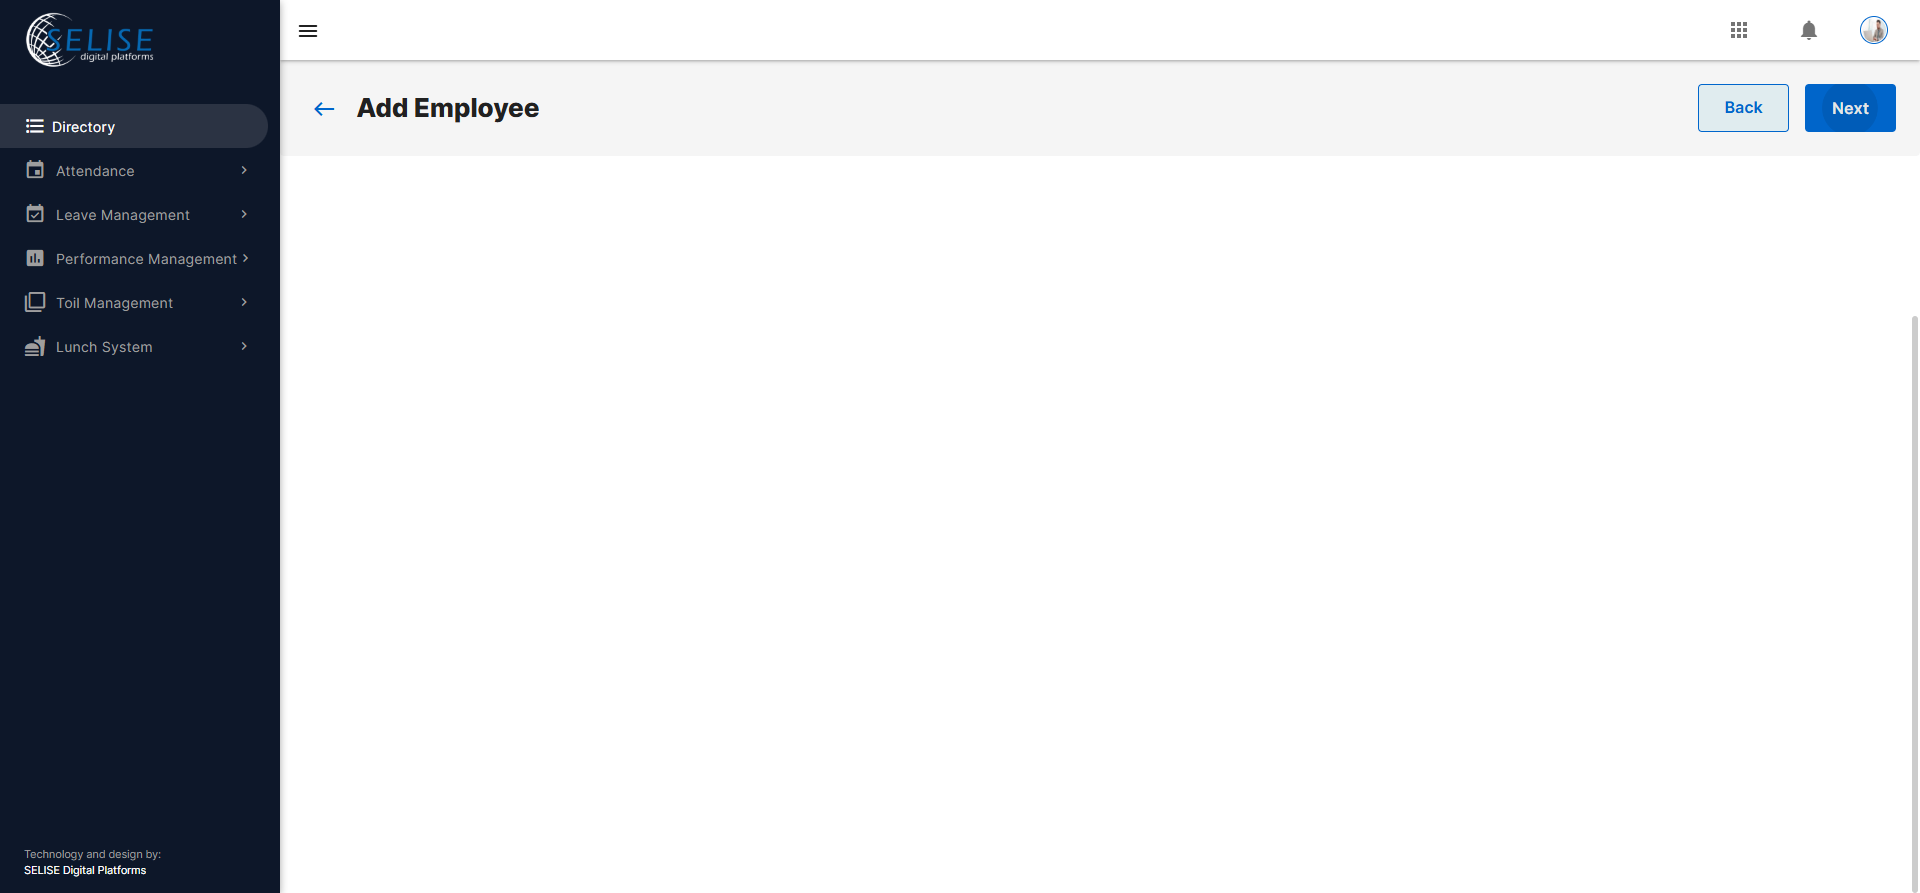 SELISE
digital platforms
Directory
Attendance
Leave Management
Performance Management
Toil Management
Lunch System
Technology and design by:
SELISE Digital Platforms
Add Employee
Back
Next